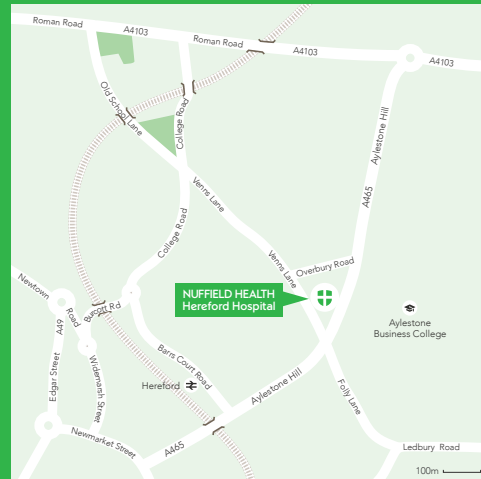 Roman Road
A4103
Roman Road
A4103
A4103
Old School Lane
College Road
Aylestone Hill
A465
Venns Lane
College Road
Venns Lane
Overbury Road
Newtown
Road
Burcott Rd
NUFFIELD HEALTH
Hereford Hospital
Aylestone
Business College
A49
Edgar Street
Widemarsh Street
Barrs Court Road
Hereford
Aylestone Hill
Folly Lane
Newmarket Street
A465
Ledbury Road
100m